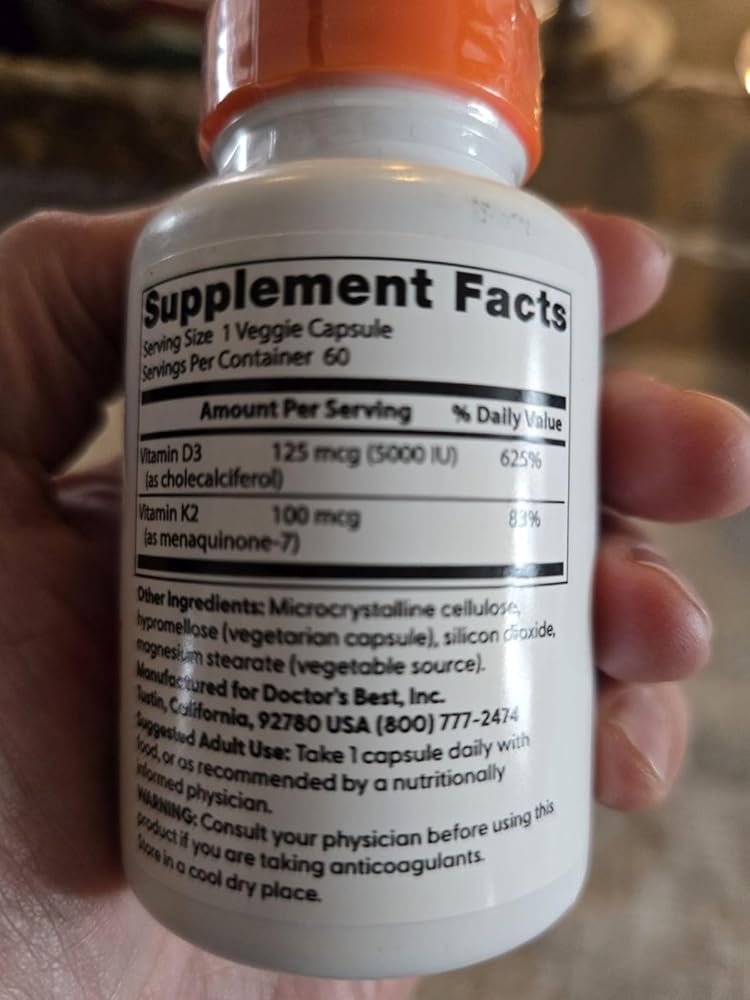 Supplement Facts
Serving Size 1 Veggie Capsule
Servings Per Container 60
Amount Per Serving % Daily Value
Vitamin D3 125 mcg (5000 IU) 625%
(as cholecalciferol)
Vitamin K2 100 mcg 83%
(as menaquinone-7)
Other Ingredients: Microcrystalline cellulose,
hypromellose (vegetarian capsule), silicon dioxide,
magnesium stearate (vegetable source).
Manufactured for Doctor's Best, Inc.
Tustin, California, 92780 USA (800) 777-2474
Suggested Adult Use: Take 1 capsule daily with
food, or as recommended by a nutritionally
informed physician.
WARNING: Consult your physician before using this
product if you are taking anticoagulants.
Store in a cool dry place.